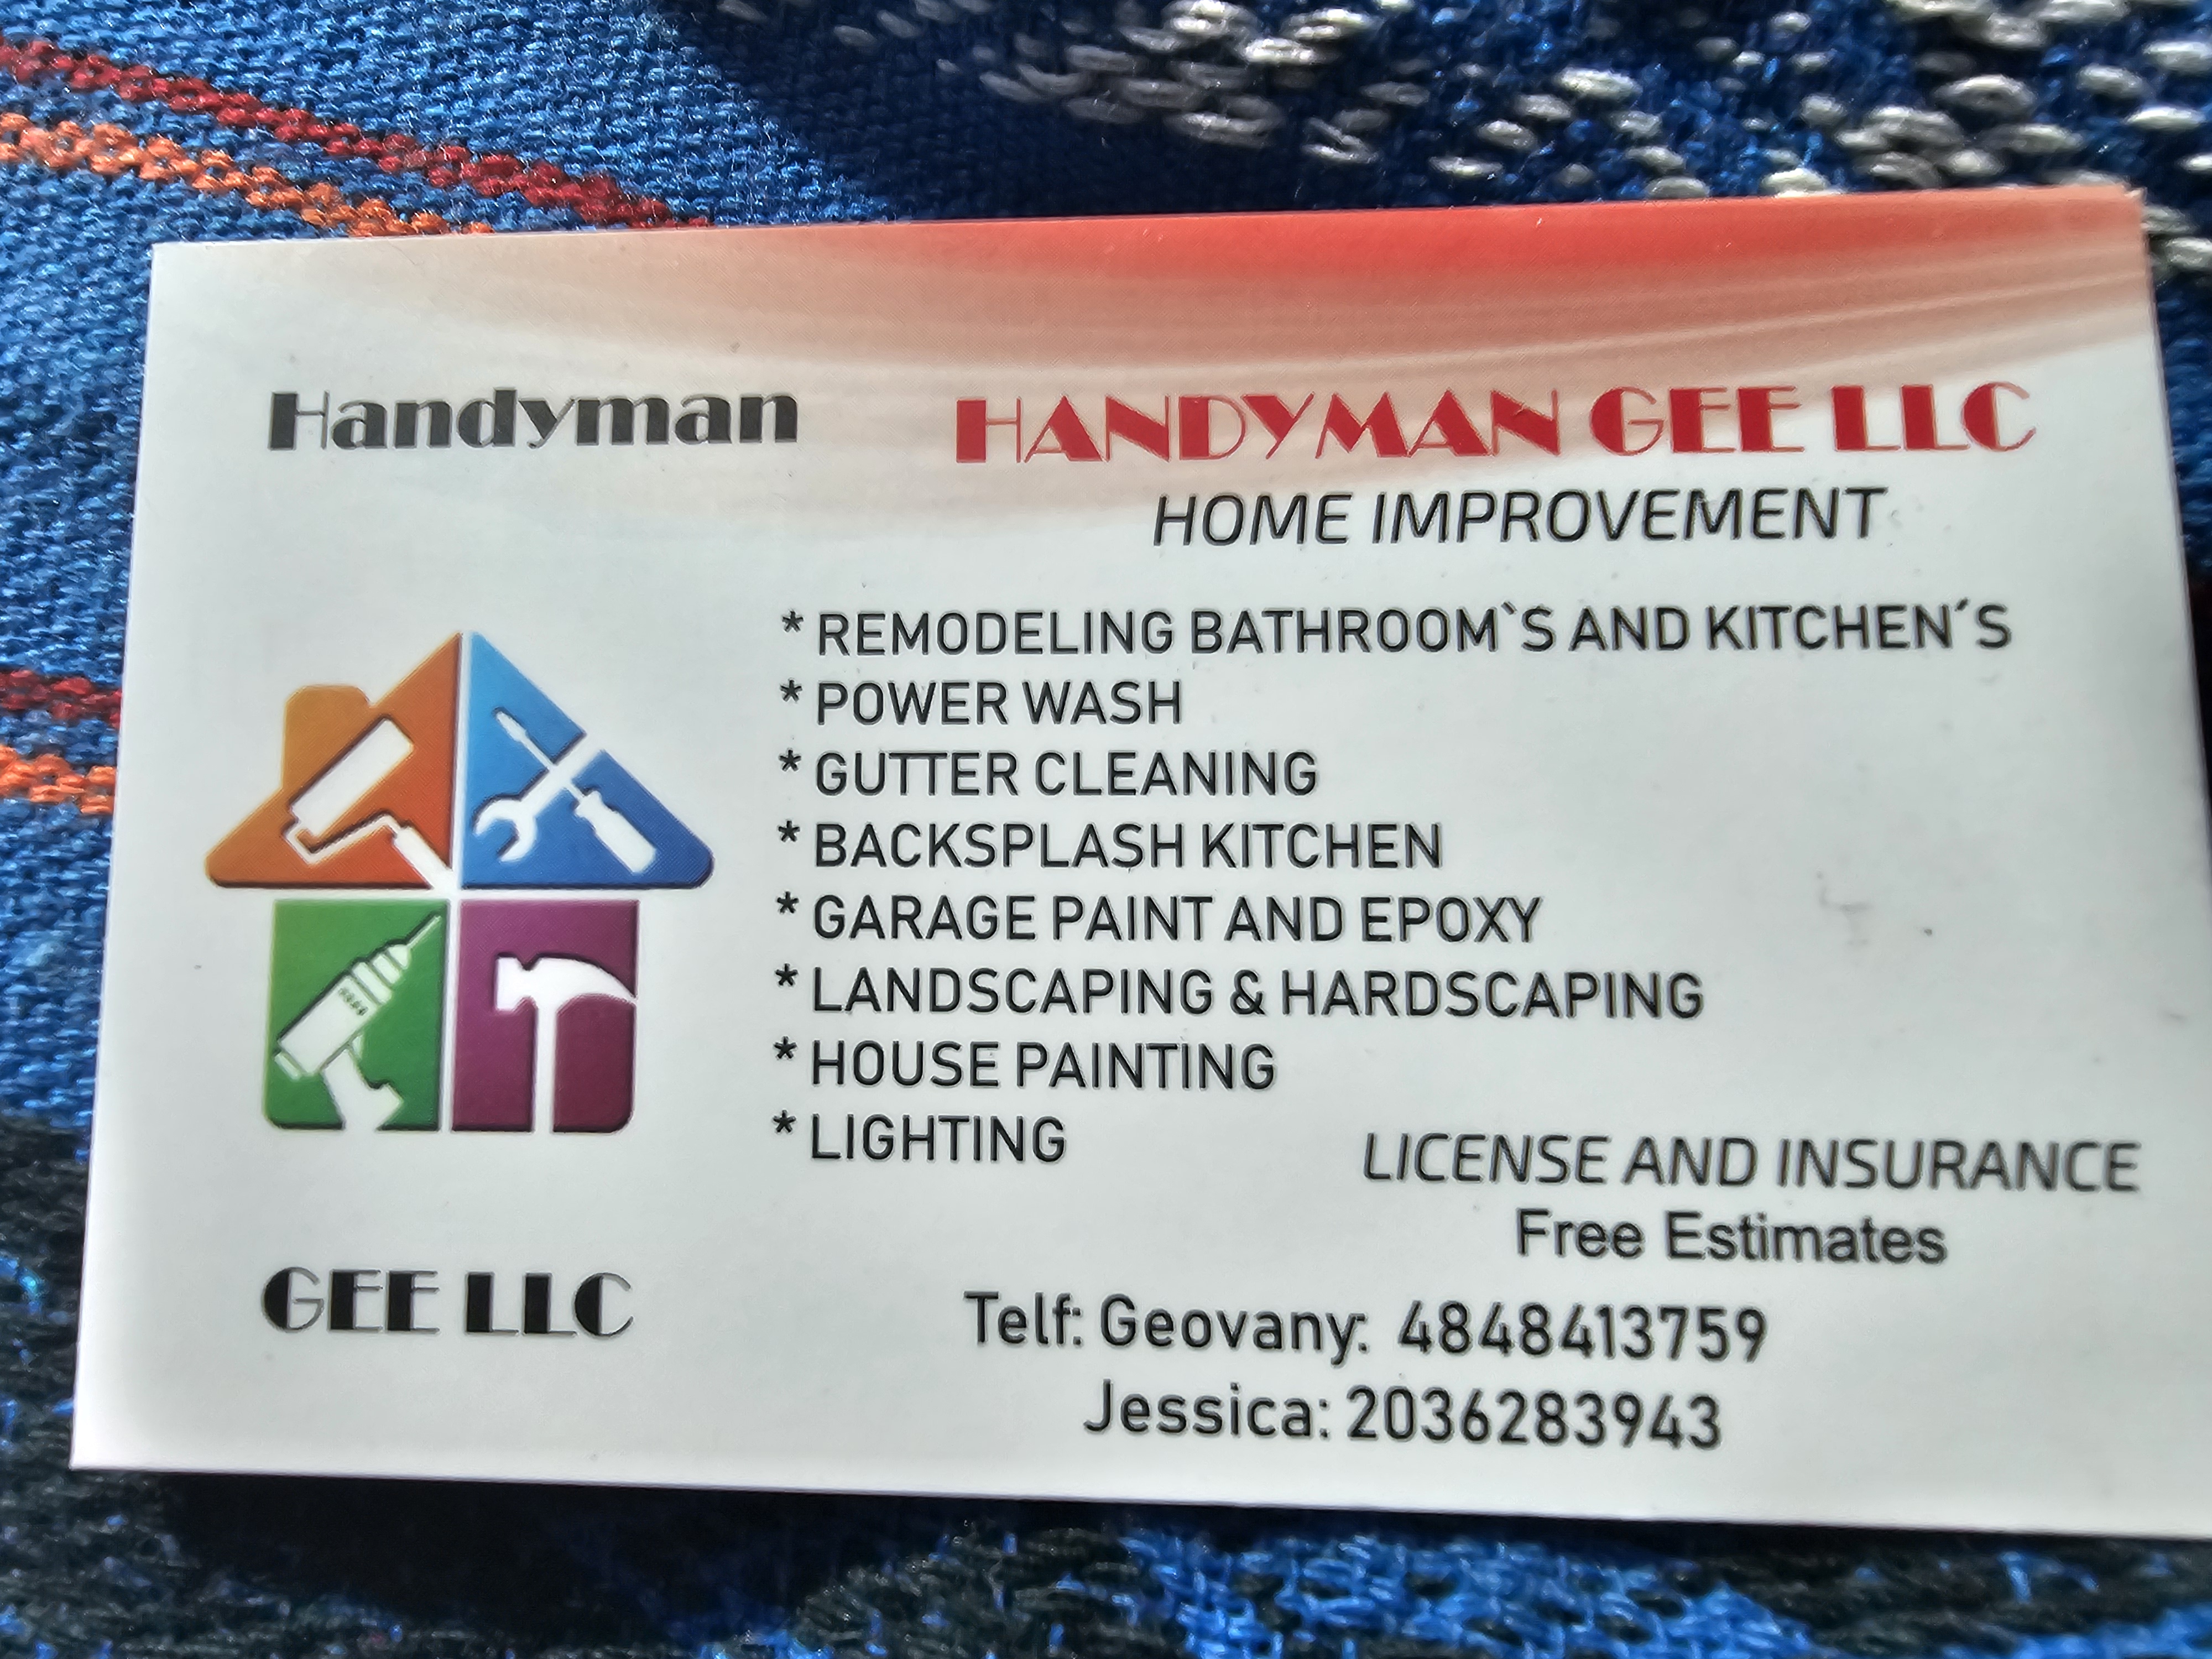 Handyman
HANDYMAN GEE LLC
HOME IMPROVEMENT
* REMODELING BATHROOM`S AND KITCHEN´S
* POWER WASH
* GUTTER CLEANING
* BACKSPLASH KITCHEN
* GARAGE PAINT AND EPOXY
* LANDSCAPING & HARDSCAPING
* HOUSE PAINTING
* LIGHTING
LICENSE AND INSURANCE
Free Estimates
GEE LLC
Telf: Geovany: 4848413759
Jessica: 2036283943